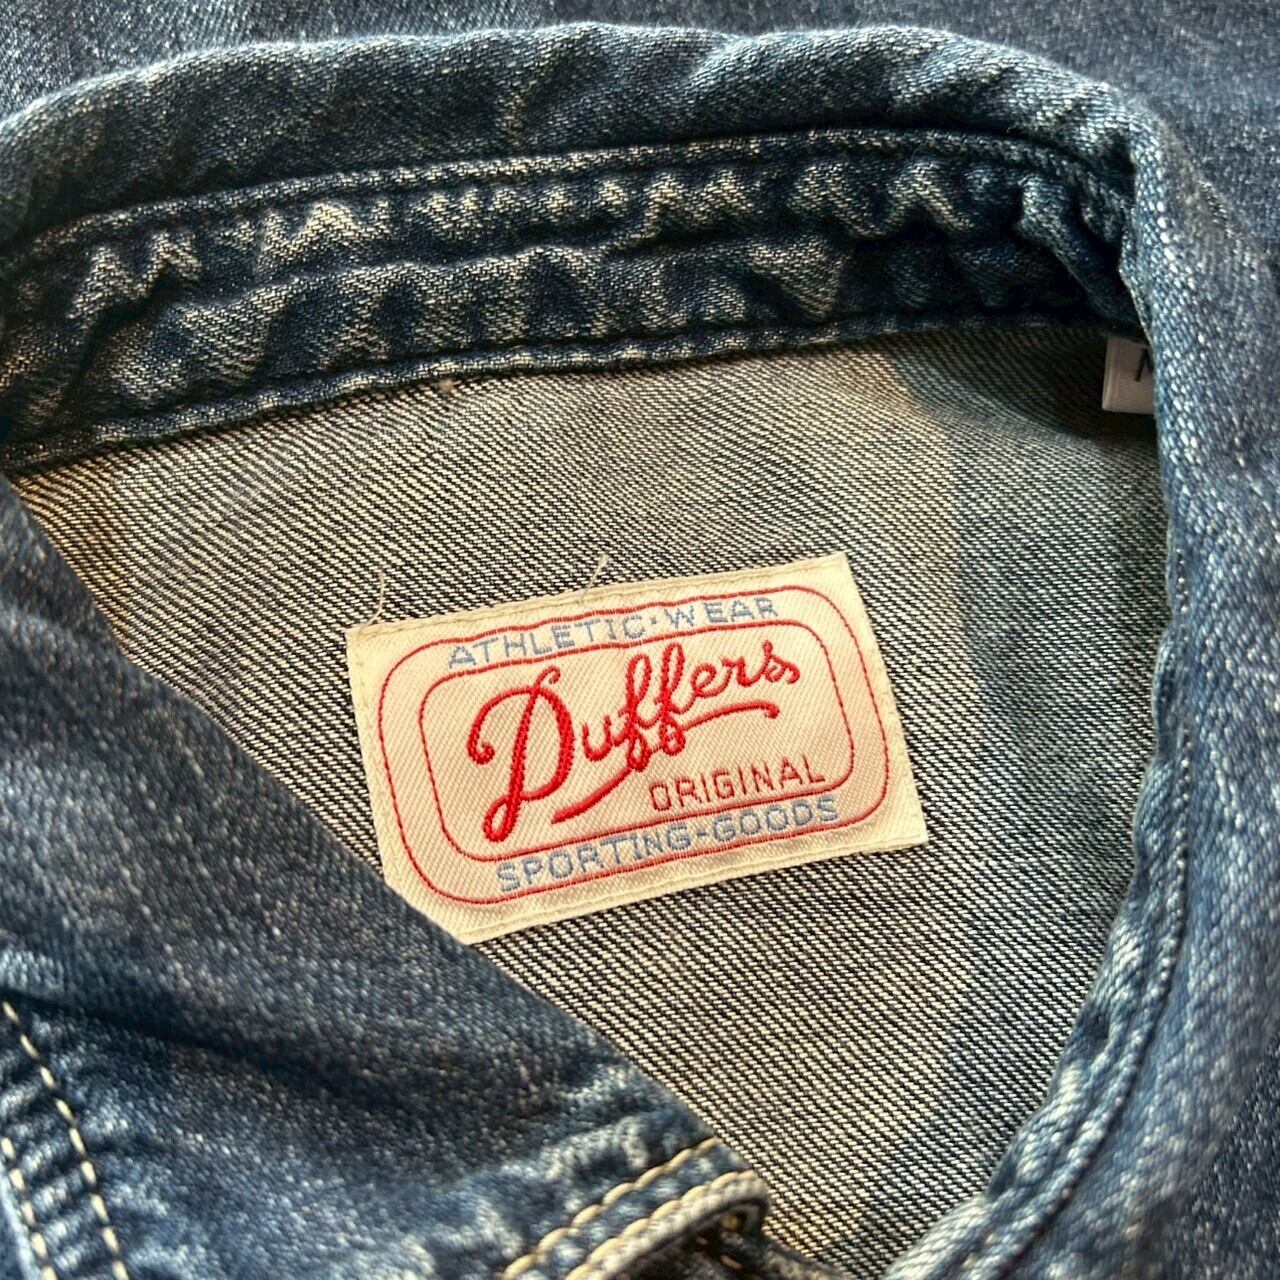 ATHLETIC·WEAR
Duffers
ORIGINAL
SPORTING-GOODS